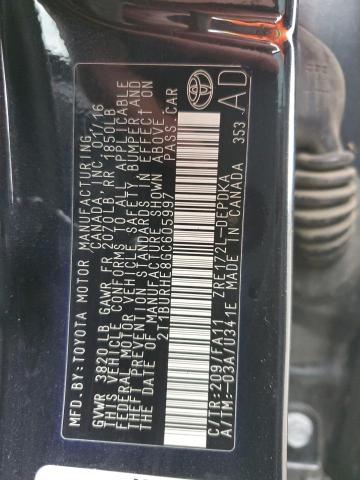 MFD.BY:TOYOTA MOTOR MANUFACTURING
CANADA, INC. 01/16
GVWR 3820 LB GAWR FR 2070LB RR 1850LB
THIS VEHICLE CONFORMS TO ALL APPLICABLE
FEDERAL MOTOR VEHICLE SAFETY, BUMPER, AND
THEFT PREVENTION STANDARDS IN EFFECT
ON THE DATE OF MANUFACTURE SHOWN ABOVE.
2T1BURHE8GC605997 PASS.CAR
C/TR:209/FA11 ZRE172L-DEPDKA
A/TM:-03A/U341E MADE IN CANADA 353
TOYOTA
AD